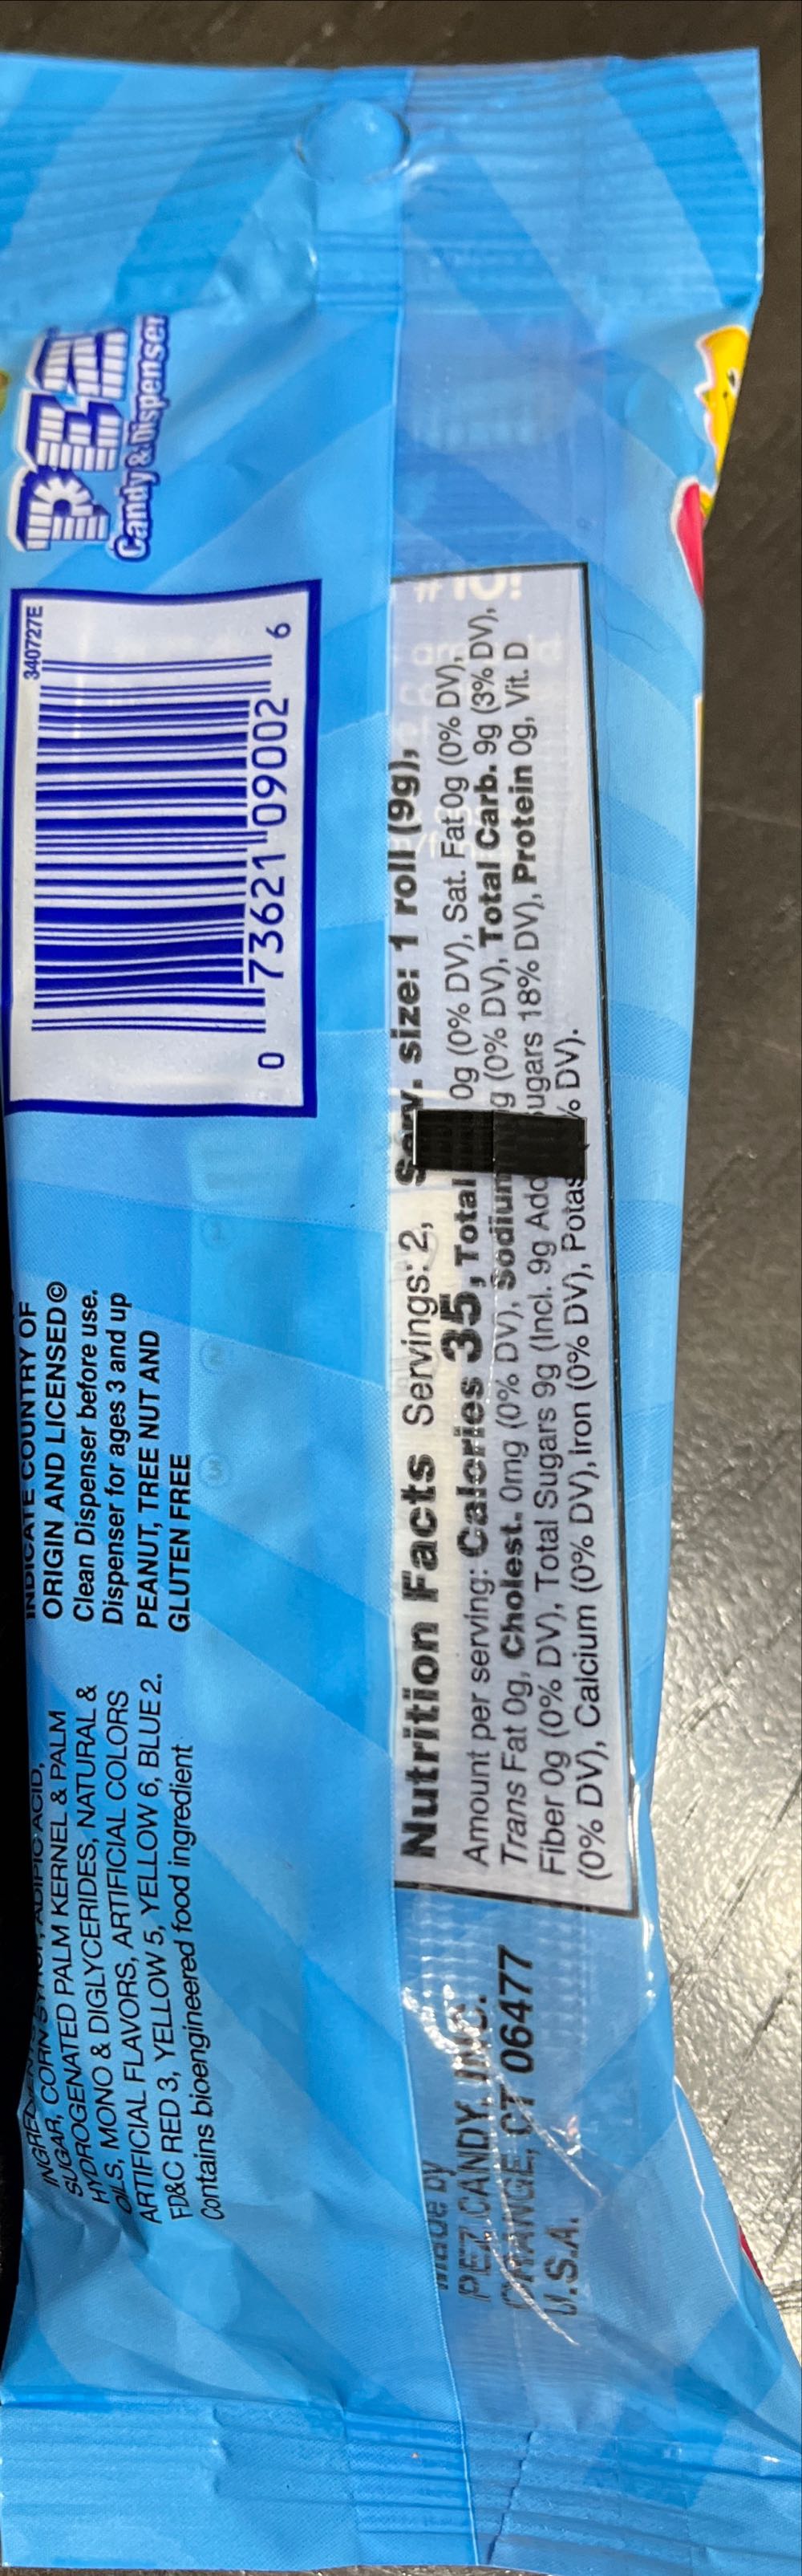 SUGAR, CORN SYRUP, ADIPIC ACID,
HYDROGENATED PALM KERNEL & PALM
OILS, MONO & DIGLYCERIDES, NATURAL &
ARTIFICIAL FLAVORS, ARTIFICIAL COLORS
FD&C RED 3, YELLOW 5, YELLOW 6, BLUE 2.
Contains bioengineered food ingredient
INDICATE COUNTRY OF
ORIGIN AND LICENSED©
Clean Dispenser before use.
Dispenser for ages 3 and up
PEANUT, TREE NUT AND
GLUTEN FREE
340727E
0 73621 09002 6
PEZ
Candy & Dispenser
Made by
PEZ CANDY, INC.
ORANGE, CT 06477
U.S.A.
Nutrition Facts Servings: 2, Serv. size: 1 roll (9g),
Amount per serving: Calories 35, Total 0g (0% DV), Sat. Fat 0g (0% DV),
Trans Fat 0g, Cholest. 0mg (0% DV), Sodium g (0% DV), Total Carb. 9g (3% DV),
Fiber 0g (0% DV), Total Sugars 9g (Incl. 9g Add ugars 18% DV), Protein 0g, Vit. D
(0% DV), Calcium (0% DV), Iron (0% DV), Potas % DV).